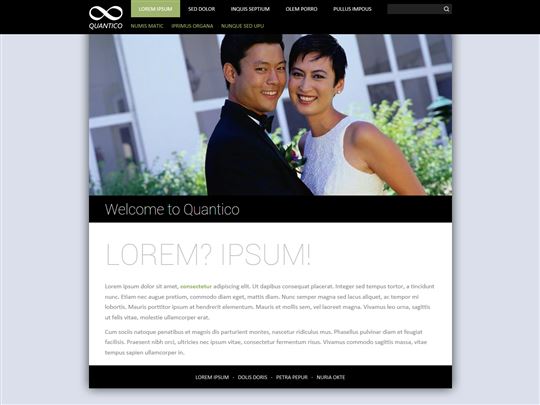 LOREM IPSUM SED DOLOR INQUIS SEPTIUM OLEM PORRO PULLUS IMPOUS
QUANTICO
NUMIS MATIC IPRIMUS ORGANA NUNQUE SED UPU
Welcome to Quantico
LOREM? IPSUM!
Lorem ipsum dolor sit amet, consectetur adipiscing elit. Ut dapibus consequat placerat. Integer sed tempus tortor, a tincidunt
nunc. Etiam nec augue pretium, commodo diam eget, mattis diam. Nunc semper magna sed lacus aliquet, ac tempor mi
lobortis. Mauris porttitor ipsum at hendrerit elementum. Mauris et mollis sem, vel laoreet magna. Vivamus leo urna, sagittis
ut felis vitae, molestie ullamcorper erat.
Cum sociis natoque penatibus et magnis dis parturient montes, nascetur ridiculus mus. Phasellus pulvinar diam et feugiat
facilisis. Praesent nibh orci, ultricies nec ipsum vitae, consectetur fermentum risus. Vivamus commodo sagittis massa, vitae
tempus sapien ullamcorper in.
LOREM IPSUM - DOLIS DORIS - PETRA PEPUR - NURIA OKTE